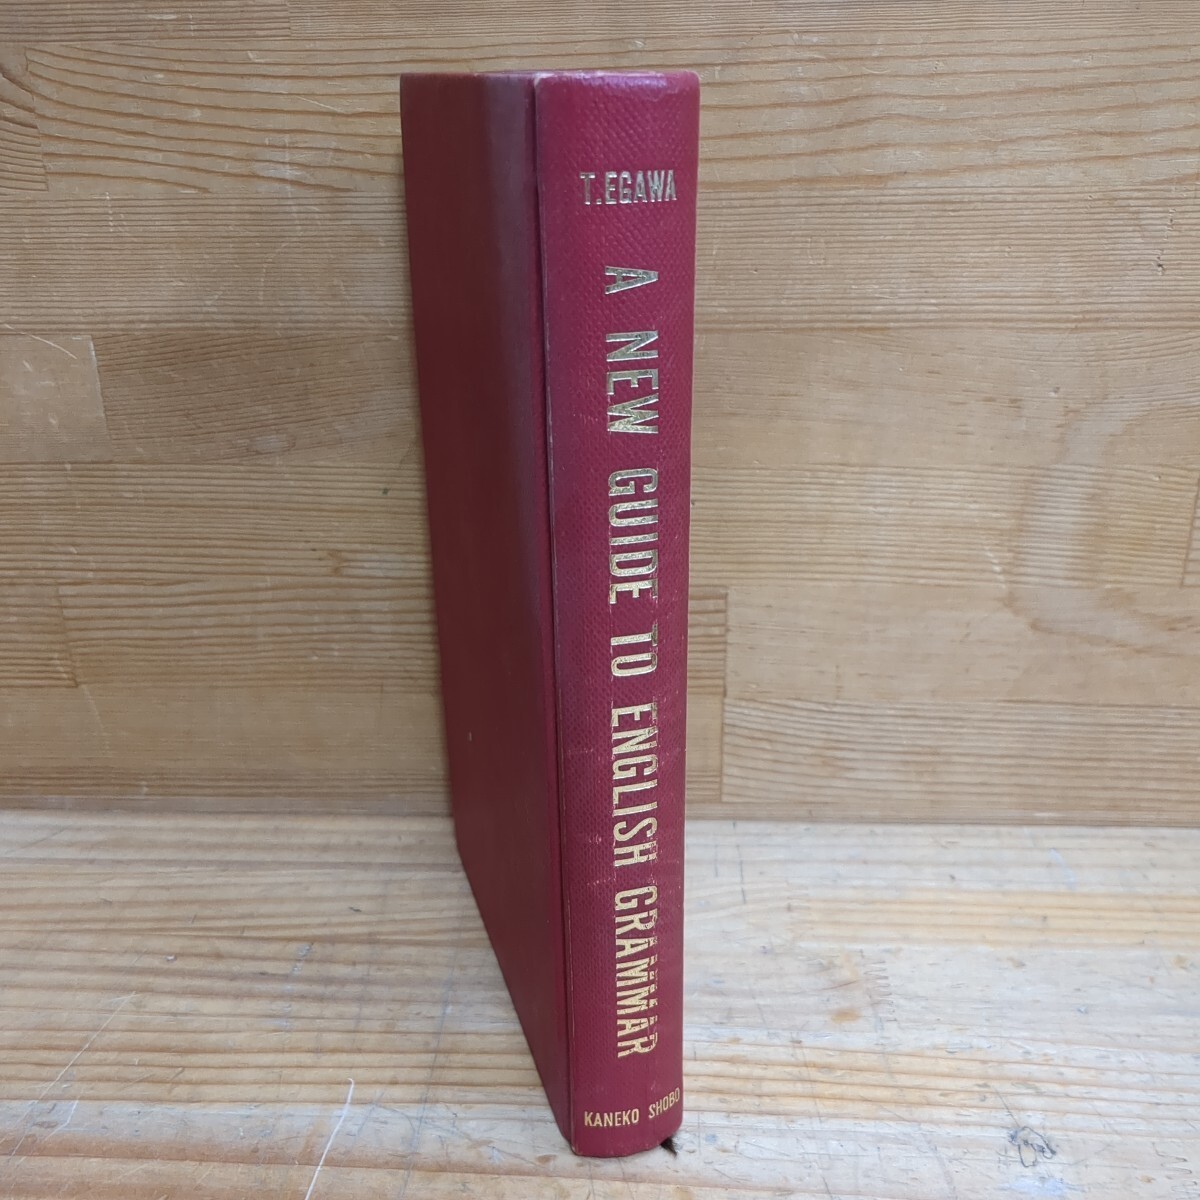 T.EGAWA
A NEW GUIDE TO ENGLISH GRAMMAR
KANEKO SHOBO